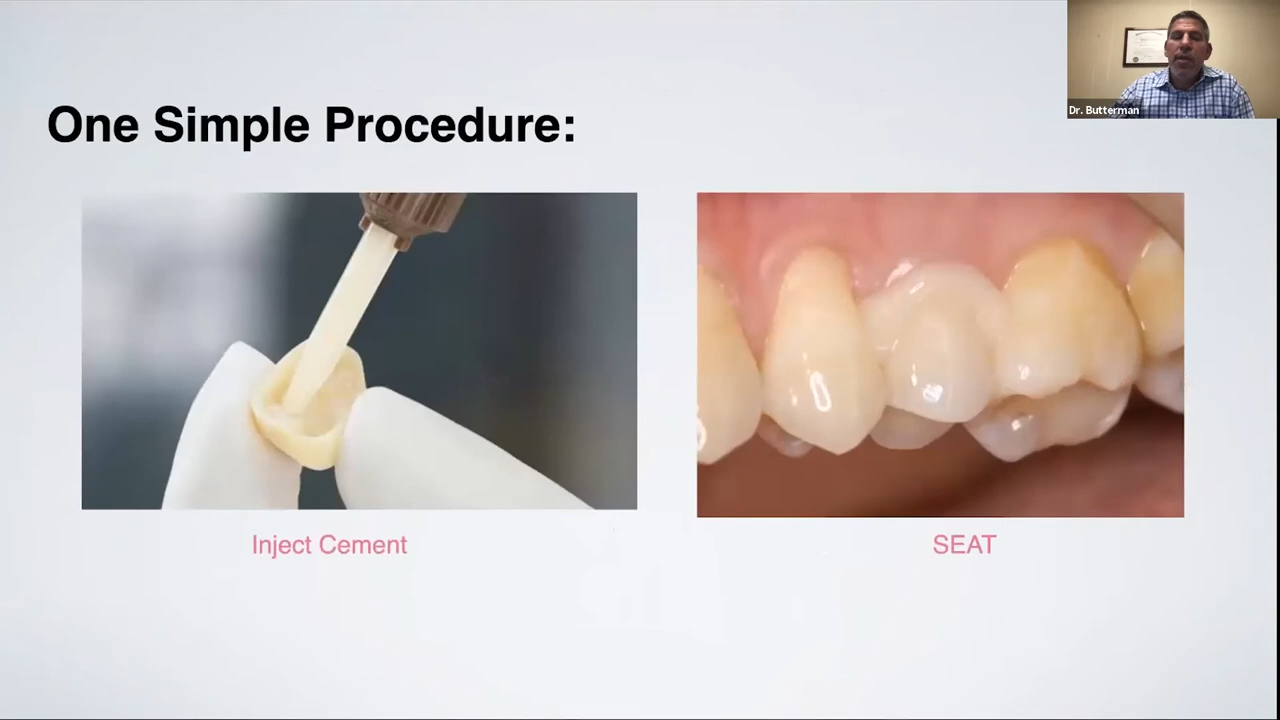 One Simple Procedure:
Dr. Butterman
Inject Cement
SEAT